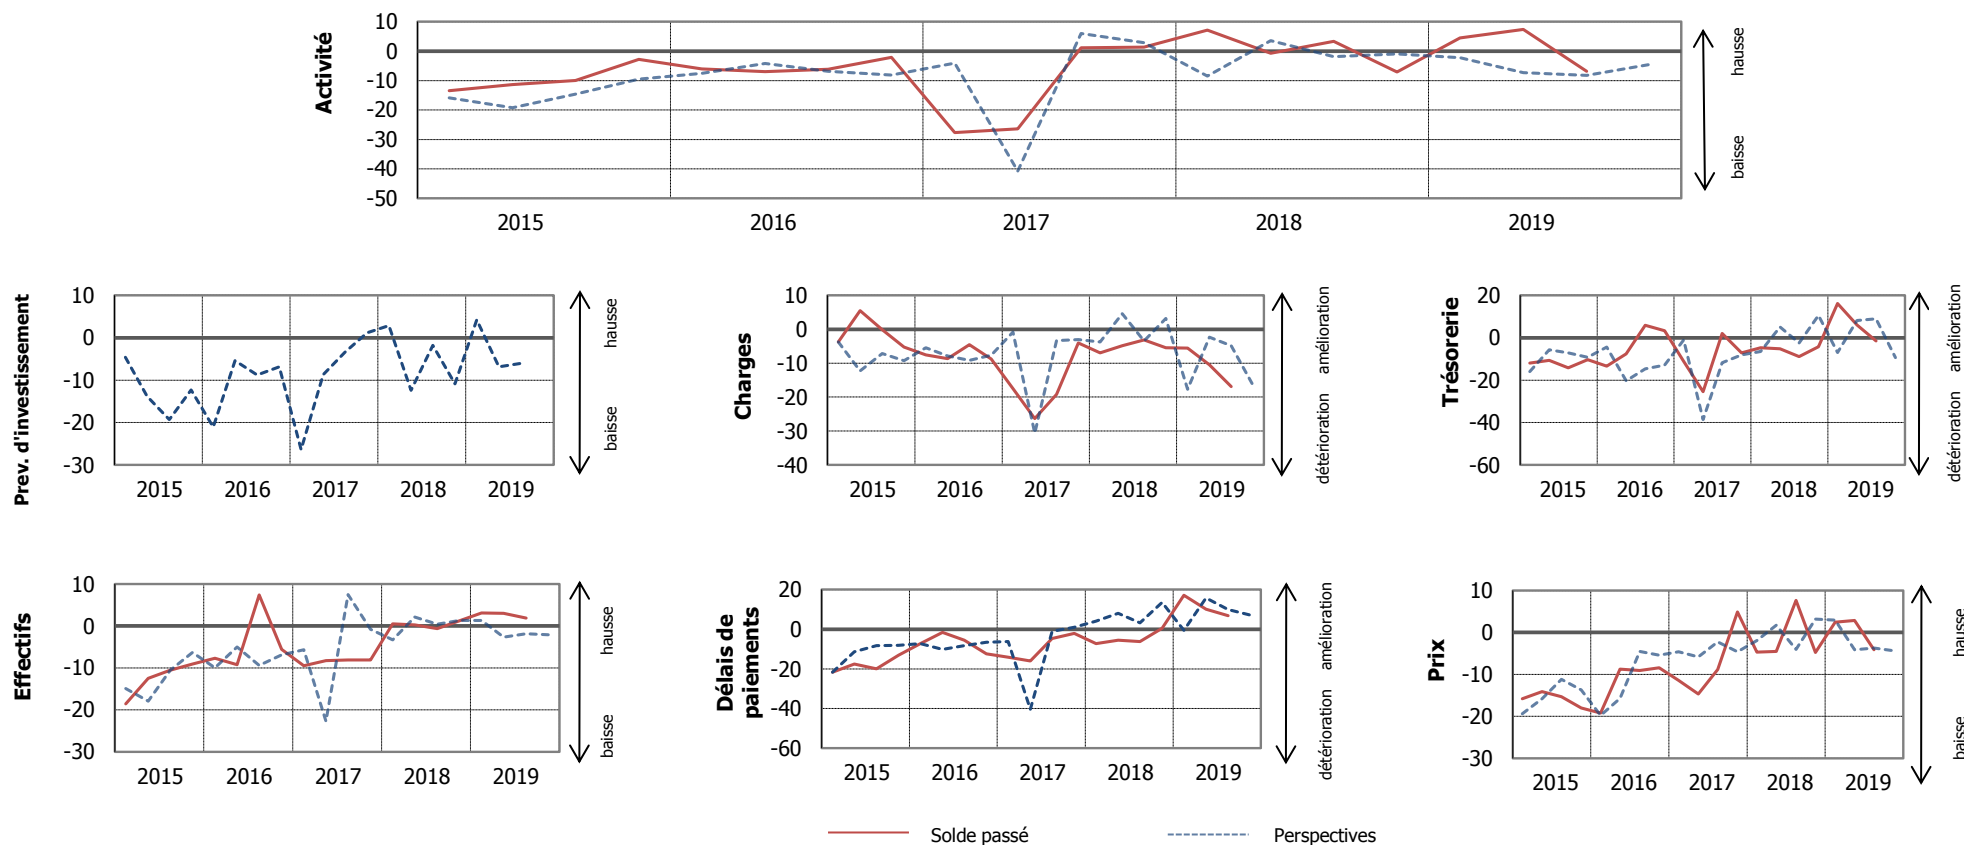 Activité
10
0
-10
-20
-30
-40
-50
2015 2016 2017 2018 2019
hausse
baisse
Prev. d'investissement
10
0
-10
-20
-30
2015 2016 2017 2018 2019
hausse
baisse
Charges
10
0
-10
-20
-30
-40
2015 2016 2017 2018 2019
amélioration
détérioration
Trésorerie
20
0
-20
-40
-60
2015 2016 2017 2018 2019
amélioration
détérioration
Effectifs
10
0
-10
-20
-30
2015 2016 2017 2018 2019
hausse
baisse
Délais de
paiements
20
0
-20
-40
-60
2015 2016 2017 2018 2019
amélioration
détérioration
Prix
10
0
-10
-20
-30
2015 2016 2017 2018 2019
hausse
baisse
Solde passé Perspectives